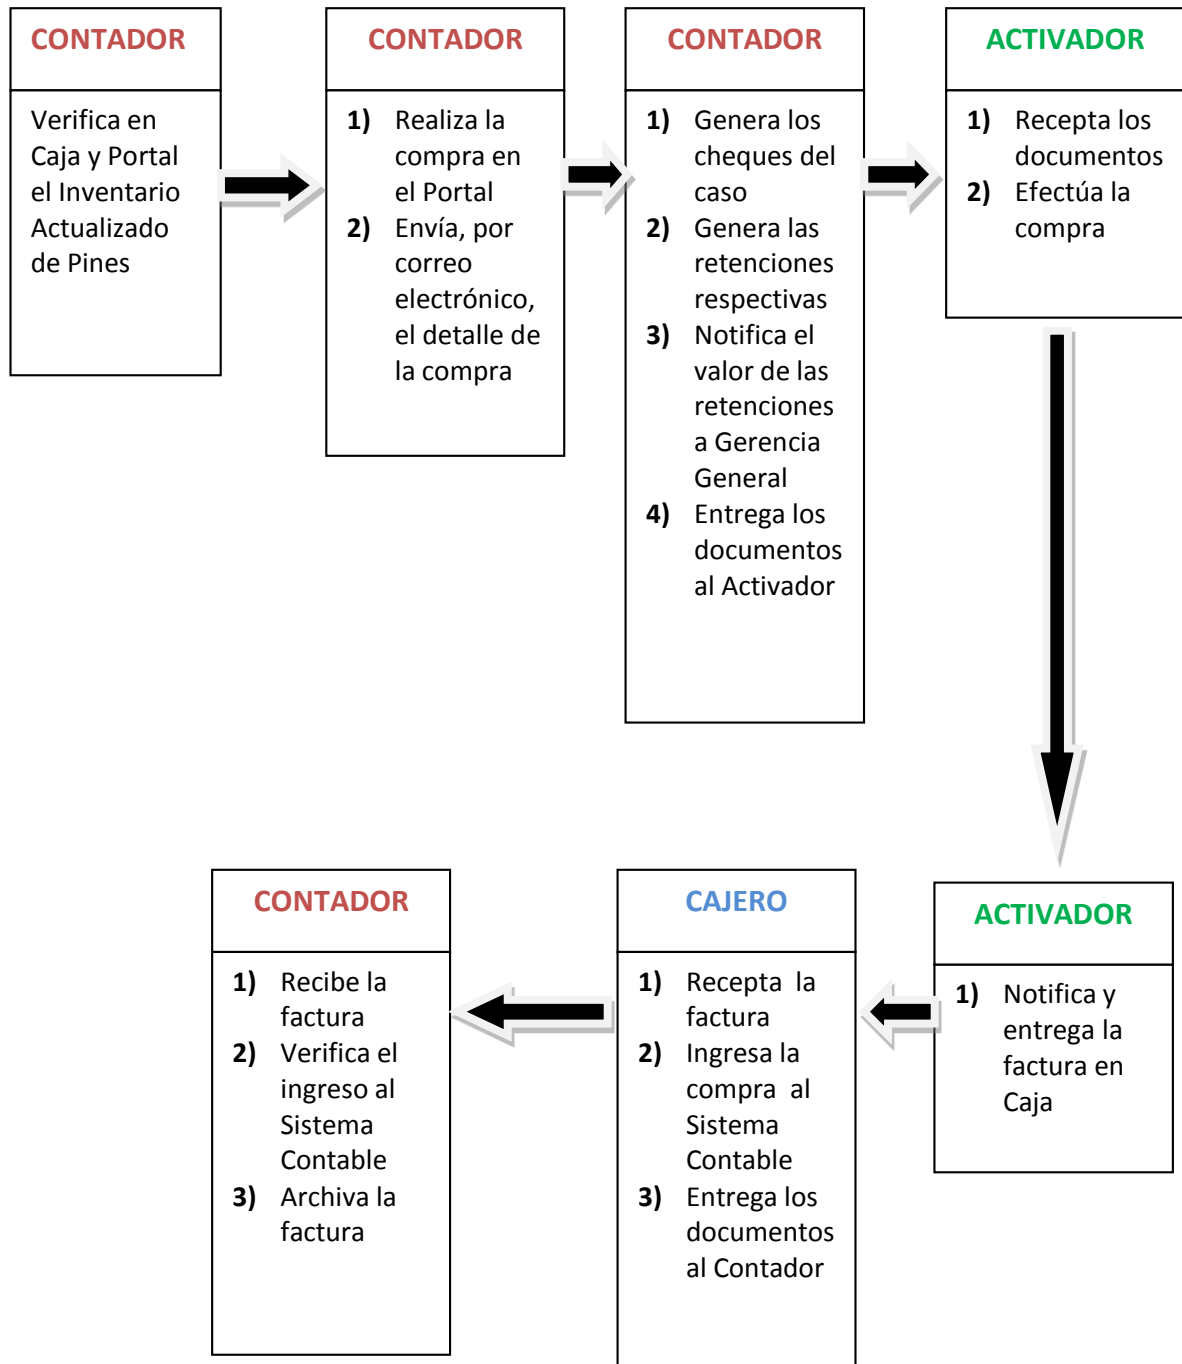 CONTADOR
Verifica en
Caja y Portal
el Inventario
Actualizado
de Pines
CONTADOR
1) Realiza la
compra en
el Portal
2) Envía, por
correo
electrónico,
el detalle de
la compra
CONTADOR
1) Genera los
cheques del
caso
2) Genera las
retenciones
respectivas
3) Notifica el
valor de las
retenciones
a Gerencia
General
4) Entrega los
documentos
al Activador
ACTIVADOR
1) Recepta los
documentos
2) Efectúa la
compra
ACTIVADOR
1) Notifica y
entrega la
factura en
Caja
CAJERO
1) Recepta la
factura
2) Ingresa la
compra al
Sistema
Contable
3) Entrega los
documentos
al Contador
CONTADOR
1) Recibe la
factura
2) Verifica el
ingreso al
Sistema
Contable
3) Archiva la
factura